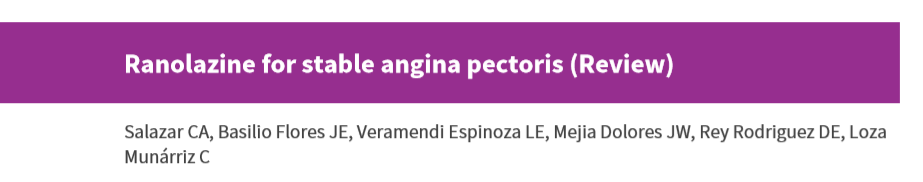 Ranolazine for stable angina pectoris (Review)
Salazar CA, Basilio Flores JE, Veramendi Espinoza LE, Mejia Dolores JW, Rey Rodriguez DE, Loza
Munárriz C